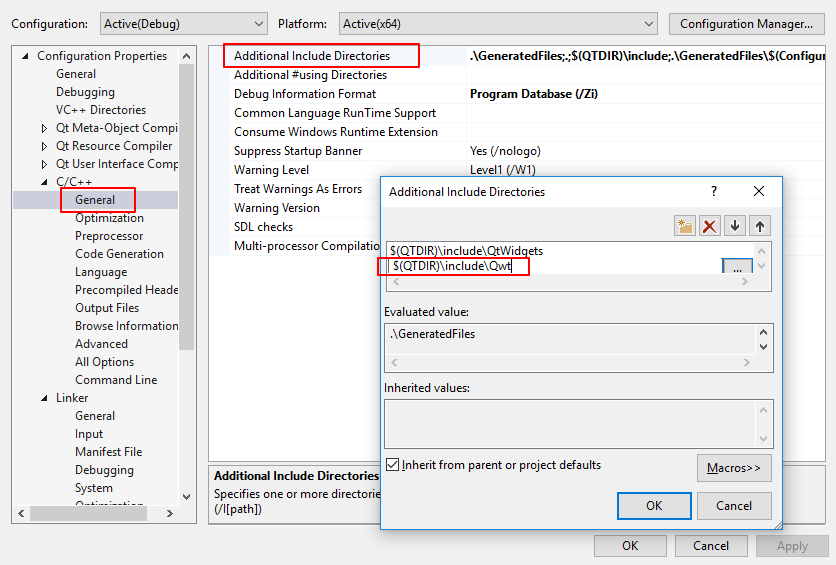 Configuration: Active(Debug) Platform: Active(x64) Configuration Manager...
Configuration Properties
General
Debugging
VC++ Directories
Qt Meta-Object Compi
Qt Resource Compiler
Qt User Interface Comp
C/C++
General
Optimization
Preprocessor
Code Generation
Language
Precompiled Heade
Output Files
Browse Information
Advanced
All Options
Command Line
Linker
General
Input
Manifest File
Debugging
System
Optimization
Additional Include Directories .\GeneratedFiles;.;$(QTDIR)\include;.\GeneratedFiles\$(Configur
Additional #using Directories
Debug Information Format Program Database (/Zi)
Common Language RunTime Support
Consume Windows Runtime Extension
Suppress Startup Banner Yes (/nologo)
Warning Level Level1 (/W1)
Treat Warnings As Errors
Warning Version
SDL checks
Multi-processor Compilatio
Additional Include Directories
Specifies one or more directorie
(/I[path])
Additional Include Directories ?
$(QTDIR)\include\QtWidgets
$(QTDIR)\include\Qwt
...
Evaluated value:
.\GeneratedFiles
Inherited values:
Inherit from parent or project defaults
Macros>>
OK Cancel
OK Cancel Apply